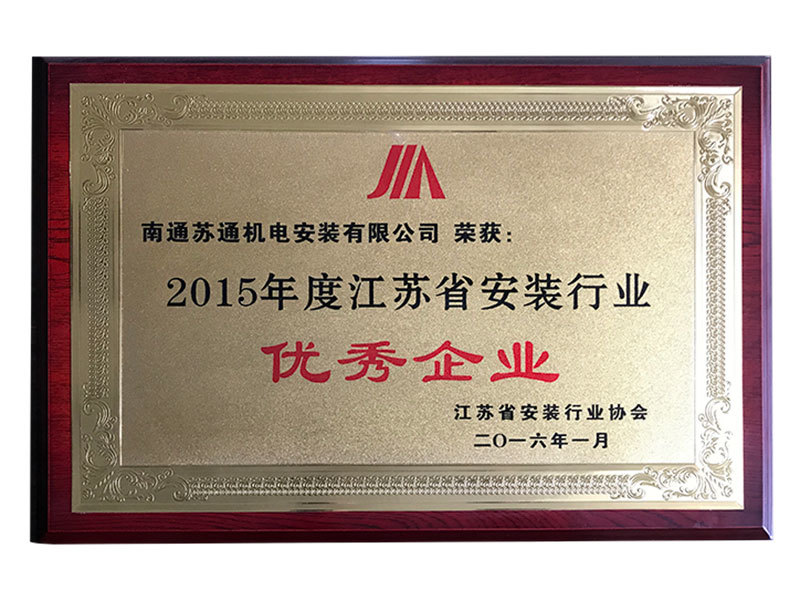 南通苏通机电安装有限公司 荣获：
2015年度江苏省安装行业
优秀企业
江苏省安装行业协会
二〇一六年一月